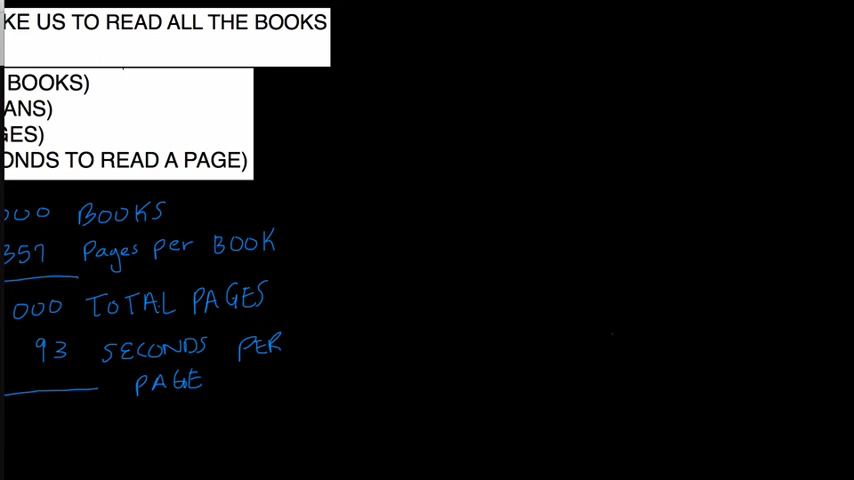 KE US TO READ ALL THE BOOKS
BOOKS)
ANS)
GES)
ONDS TO READ A PAGE)
000 BOOKS
357 Pages per BOOK
000 TOTAL PAGES
93 SECONDS PER
PAGE